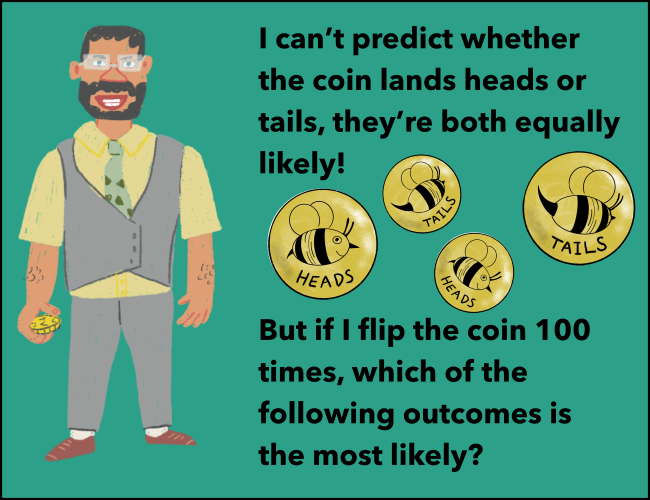 I can’t predict whether
the coin lands heads or
tails, they’re both equally
likely!
HEADS
TAILS
HEADS
TAILS
But if I flip the coin 100
times, which of the
following outcomes is
the most likely?